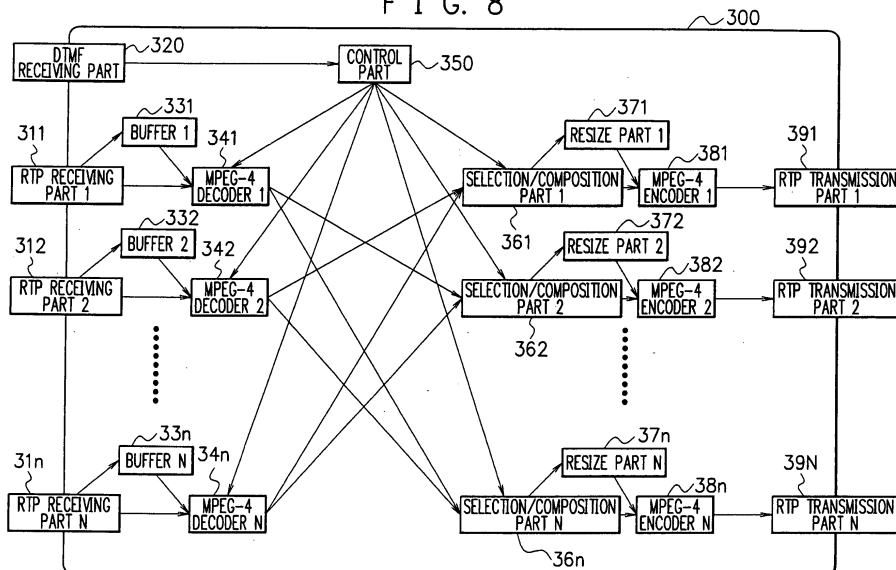 F I G. 8
300
DTMF
RECEIVING PART
320
CONTROL
PART
350
331
BUFFER 1
341
311
RTP RECEIVING
PART 1
MPEG-4
DECODER 1
371
RESIZE PART 1
381
391
SELECTION/COMPOSITION
PART 1
361
MPEG-4
ENCODER 1
RTP TRANSMISSION
PART 1
332
BUFFER 2
342
312
RTP RECEIVING
PART 2
MPEG-4
DECODER 2
372
RESIZE PART 2
382
392
SELECTION/COMPOSITION
PART 2
362
MPEG-4
ENCODER 2
RTP TRANSMISSION
PART 2
33n
BUFFER N
34n
31n
RTP RECEIVING
PART N
MPEG-4
DECODER N
37n
RESIZE PART N
38n
39N
SELECTION/COMPOSITION
PART N
36n
MPEG-4
ENCODER N
RTP TRANSMISSION
PART N